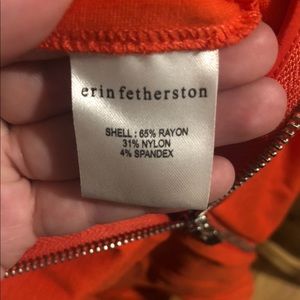 erin fetherston
SHELL : 65% RAYON
31% NYLON
4% SPANDEX